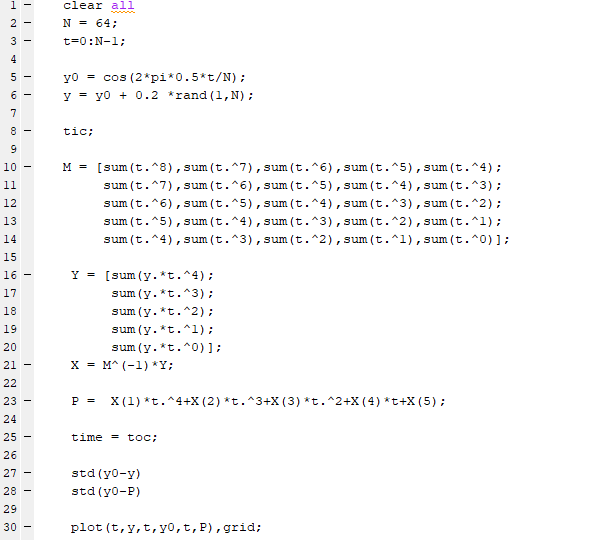 1 - clear all
2 - N = 64;
3 - t=0:N-1;
4
5 - y0 = cos(2*pi*0.5*t/N);
6 - y = y0 + 0.2 *rand(1,N);
7
8 - tic;
9
10 - M = [sum(t.^8),sum(t.^7),sum(t.^6),sum(t.^5),sum(t.^4);
11 sum(t.^7),sum(t.^6),sum(t.^5),sum(t.^4),sum(t.^3);
12 sum(t.^6),sum(t.^5),sum(t.^4),sum(t.^3),sum(t.^2);
13 sum(t.^5),sum(t.^4),sum(t.^3),sum(t.^2),sum(t.^1);
14 sum(t.^4),sum(t.^3),sum(t.^2),sum(t.^1),sum(t.^0)];
15
16 - Y = [sum(y.*t.^4);
17 sum(y.*t.^3);
18 sum(y.*t.^2);
19 sum(y.*t.^1);
20 sum(y.*t.^0)];
21 - X = M^(-1)*Y;
22
23 - P = X(1)*t.^4+X(2)*t.^3+X(3)*t.^2+X(4)*t+X(5);
24
25 - time = toc;
26
27 - std(y0-y)
28 - std(y0-P)
29
30 - plot(t,y,t,y0,t,P),grid;